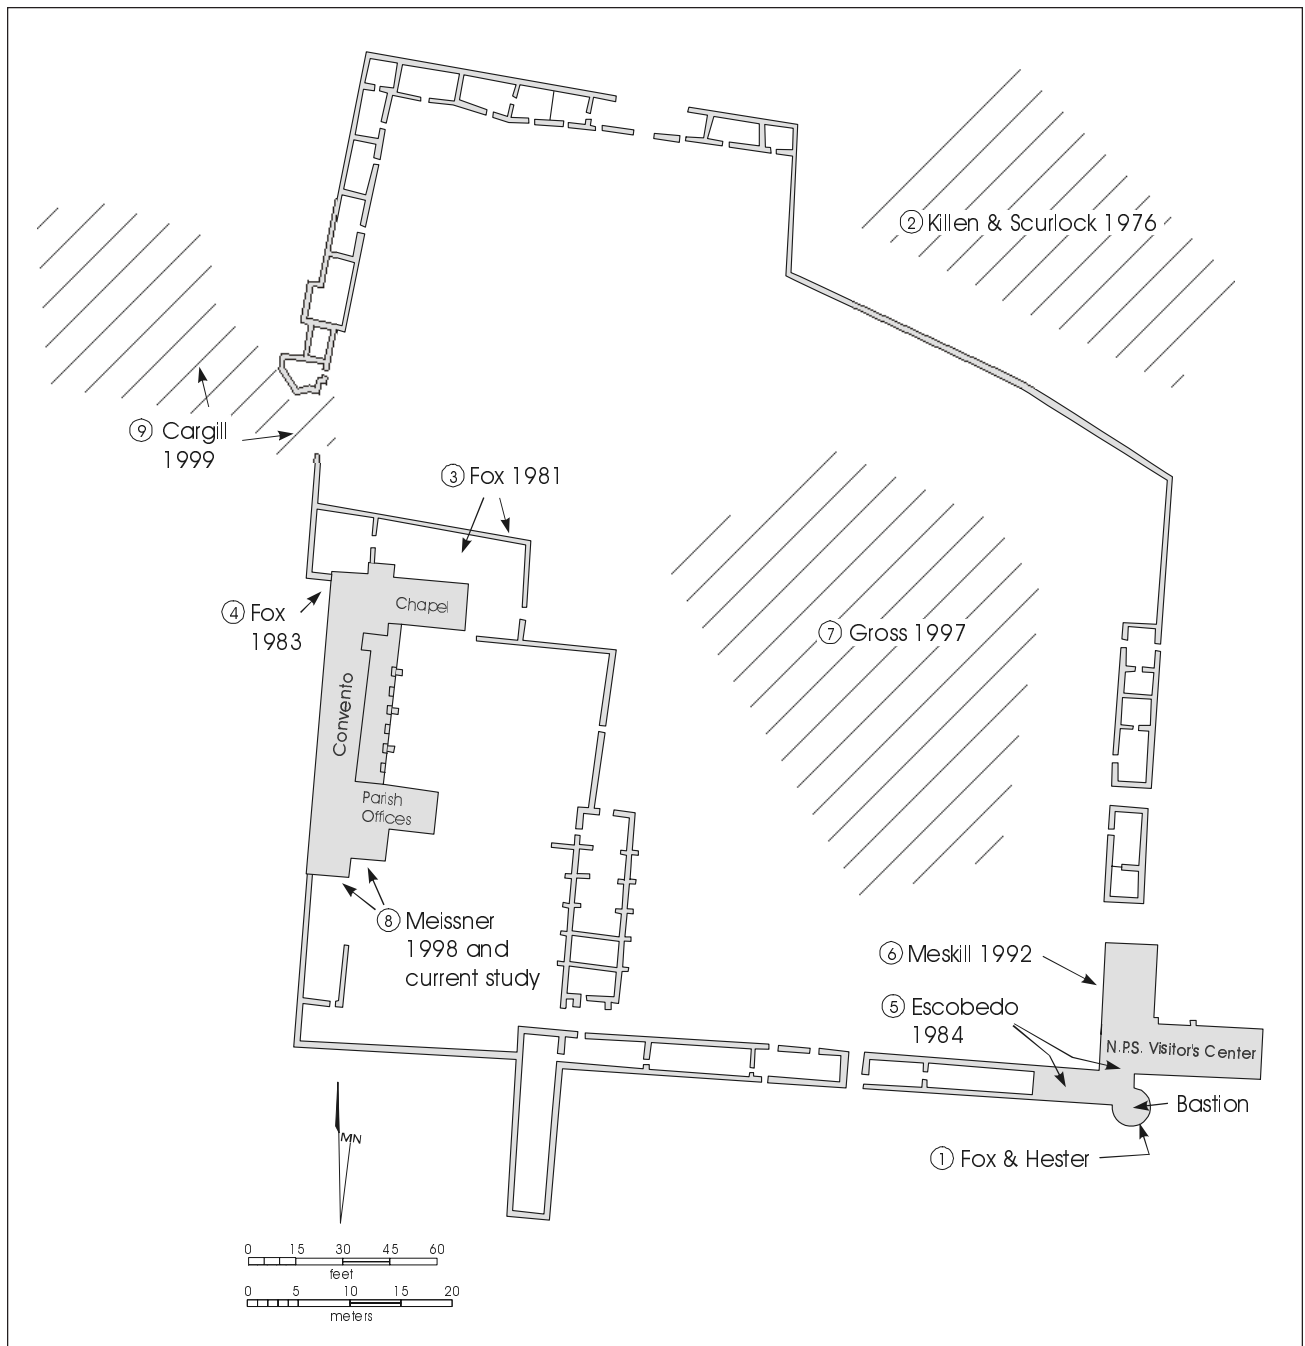 ② Killen & Scurlock 1976
⑨ Cargill
1999
③ Fox 1981
Chapel
④ Fox
1983
⑦ Gross 1997
Convento
Parish
Offices
⑧ Meissner
1998 and
current study
⑥ Meskill 1992
⑤ Escobedo
1984
N.P.S. Visitor's Center
Bastion
① Fox & Hester
MN
0 15 30 45 60
feet
0 5 10 15 20
meters